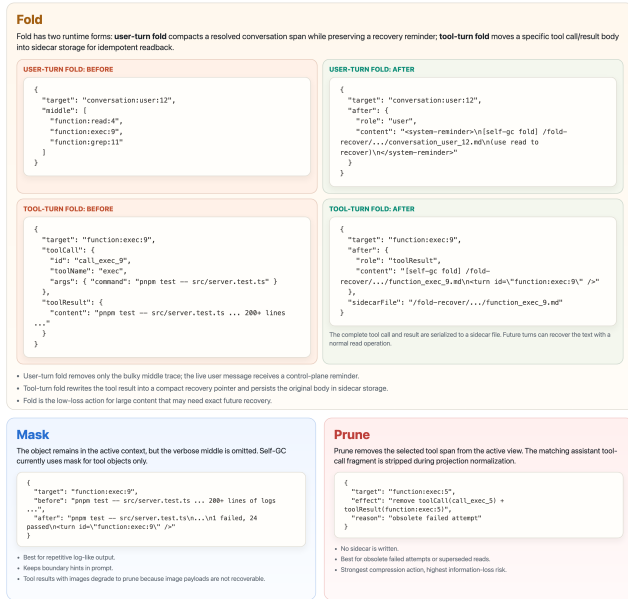 Fold
Fold has two runtime forms: user-turn fold compacts a resolved conversation span while preserving a recovery reminder; tool-turn fold moves a specific tool call/result body
into sidecar storage for idempotent readback.
USER-TURN FOLD: BEFORE
{
"target": "conversation:user:12",
"middle": [
"function:read:4",
"function:exec:9",
"function:grep:11"
]
}
USER-TURN FOLD: AFTER
{
"target": "conversation:user:12",
"after": {
"role": "user",
"content": "<system-reminder>\n[self-gc fold] /fold-
recover/.../conversation_user_12.md\n(use read to
recover)\n</system-reminder>"
}
}
TOOL-TURN FOLD: BEFORE
{
"target": "function:exec:9",
"toolCall": {
"id": "call_exec_9",
"toolName": "exec",
"args": { "command": "pnpm test -- src/server.test.ts" }
},
"toolResult": {
"content": "pnpm test -- src/server.test.ts ... 200+ lines
..."
}
}
TOOL-TURN FOLD: AFTER
{
"target": "function:exec:9",
"after": {
"role": "toolResult",
"content": "[self-gc fold] /fold-
recover/.../function_exec_9.md\n<turn id=\"function:exec:9\" />"
},
"sidecarFile": "/fold-recover/.../function_exec_9.md"
}
The complete tool call and result are serialized to a sidecar file. Future turns can recover the text with a
normal read operation.
• User-turn fold removes only the bulky middle trace; the live user message receives a control-plane reminder.
• Tool-turn fold rewrites the tool result into a compact recovery pointer and persists the original body in sidecar storage.
• Fold is the low-loss action for large content that may need exact future recovery.
Mask
The object remains in the active context, but the verbose middle is omitted. Self-GC
currently uses mask for tool objects only.
{
"target": "function:exec:9",
"before": "pnpm test -- src/server.test.ts ... 200+ lines of logs
...",
"after": "pnpm test -- src/server.test.ts\n...\n1 failed, 24
passed\n<turn id=\"function:exec:9\" />"
}
• Best for repetitive log-like output.
• Keeps boundary hints in prompt.
• Tool results with images degrade to prune because image payloads are not recoverable.
Prune
Prune removes the selected tool span from the active view. The matching assistant tool-
call fragment is stripped during projection normalization.
{
"target": "function:exec:5",
"effect": "remove toolCall(call_exec_5) +
toolResult(function:exec:5)",
"reason": "obsolete failed attempt"
}
• No sidecar is written.
• Best for obsolete failed attempts or superseded reads.
• Strongest compression action, highest information-loss risk.